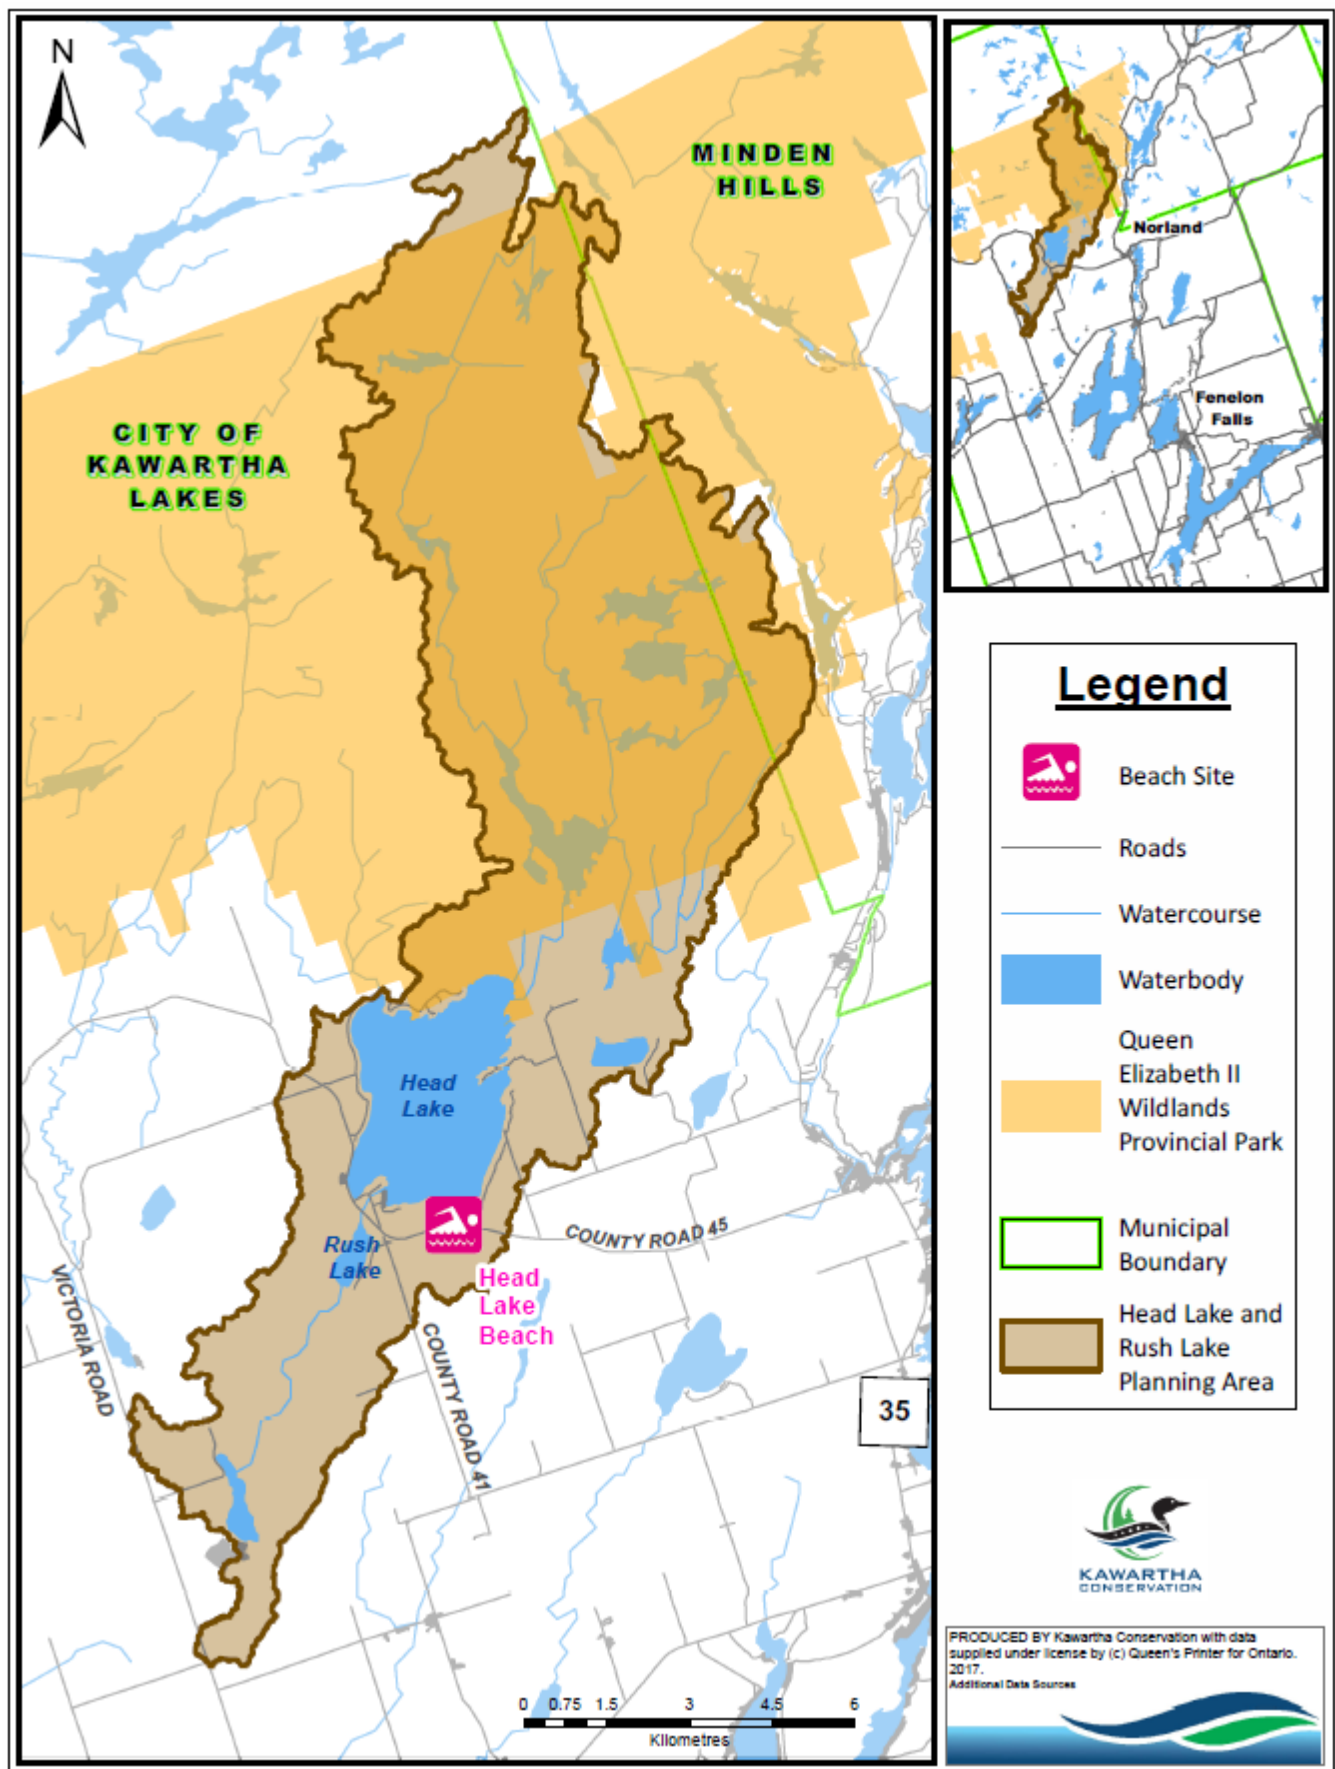 N
MINDEN
HILLS
CITY OF
KAWARTHA
LAKES
Head
Lake
Rush
Lake
COUNTY ROAD 45
Head
Lake
Beach
VICTORIA ROAD
COUNTY ROAD 41
35
0 0.75 1.5 3 4.5 6
Kilometres
Norland
Fenelon
Falls
Legend
Beach Site
Roads
Watercourse
Waterbody
Queen
Elizabeth II
Wildlands
Provincial Park
Municipal
Boundary
Head Lake and
Rush Lake
Planning Area
KAWARTHA
CONSERVATION
PRODUCED BY Kawartha Conservation with data
supplied under license by (c) Queen's Printer for Ontario.
2017.
Additional Data Sources